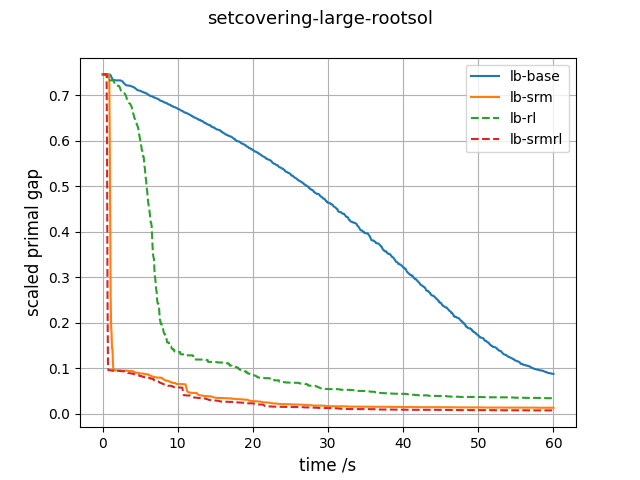 setcovering-large-rootsol
lb-base
lb-srm
lb-rl
lb-srmrl
scaled primal gap
0.7
0.6
0.5
0.4
0.3
0.2
0.1
0.0
0 10 20 30 40 50 60
time /s